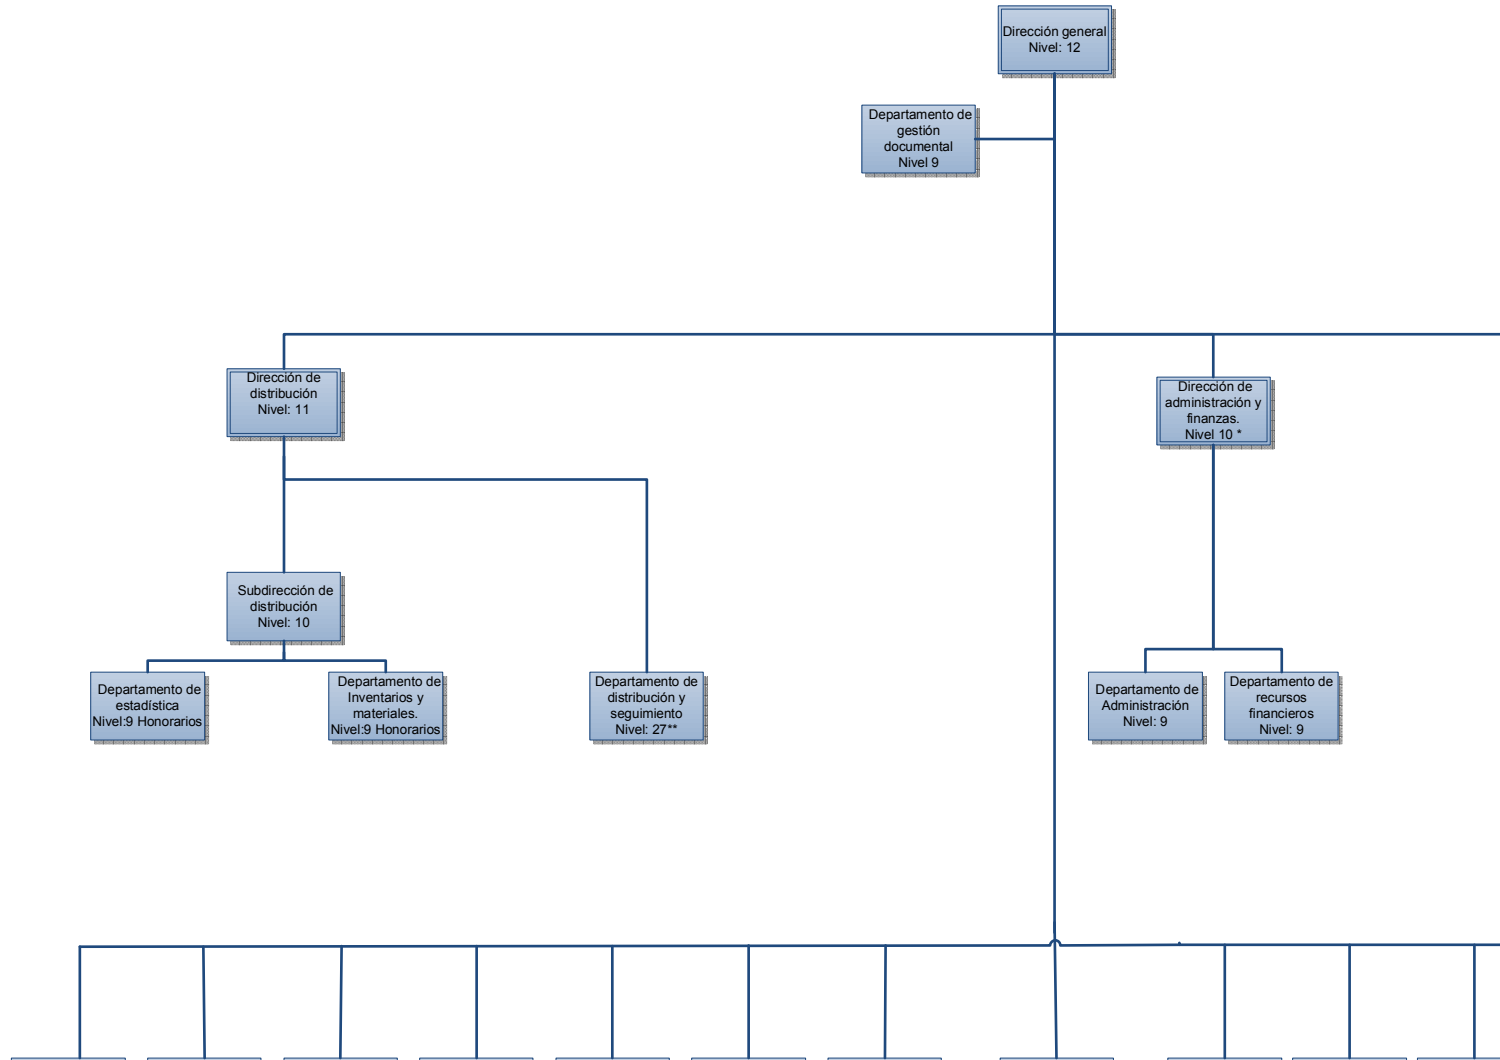 Dirección general
Nivel: 12
Departamento de
gestión
documental
Nivel 9
Dirección de
distribución
Nivel: 11
Dirección de
administración y
finanzas.
Nivel 10 *
Subdirección de
distribución
Nivel: 10
Departamento de
estadística
Nivel:9 Honorarios
Departamento de
Inventarios y
materiales.
Nivel:9 Honorarios
Departamento de
distribución y
seguimiento
Nivel: 27**
Departamento de
Administración
Nivel: 9
Departamento de
recursos
financieros
Nivel: 9